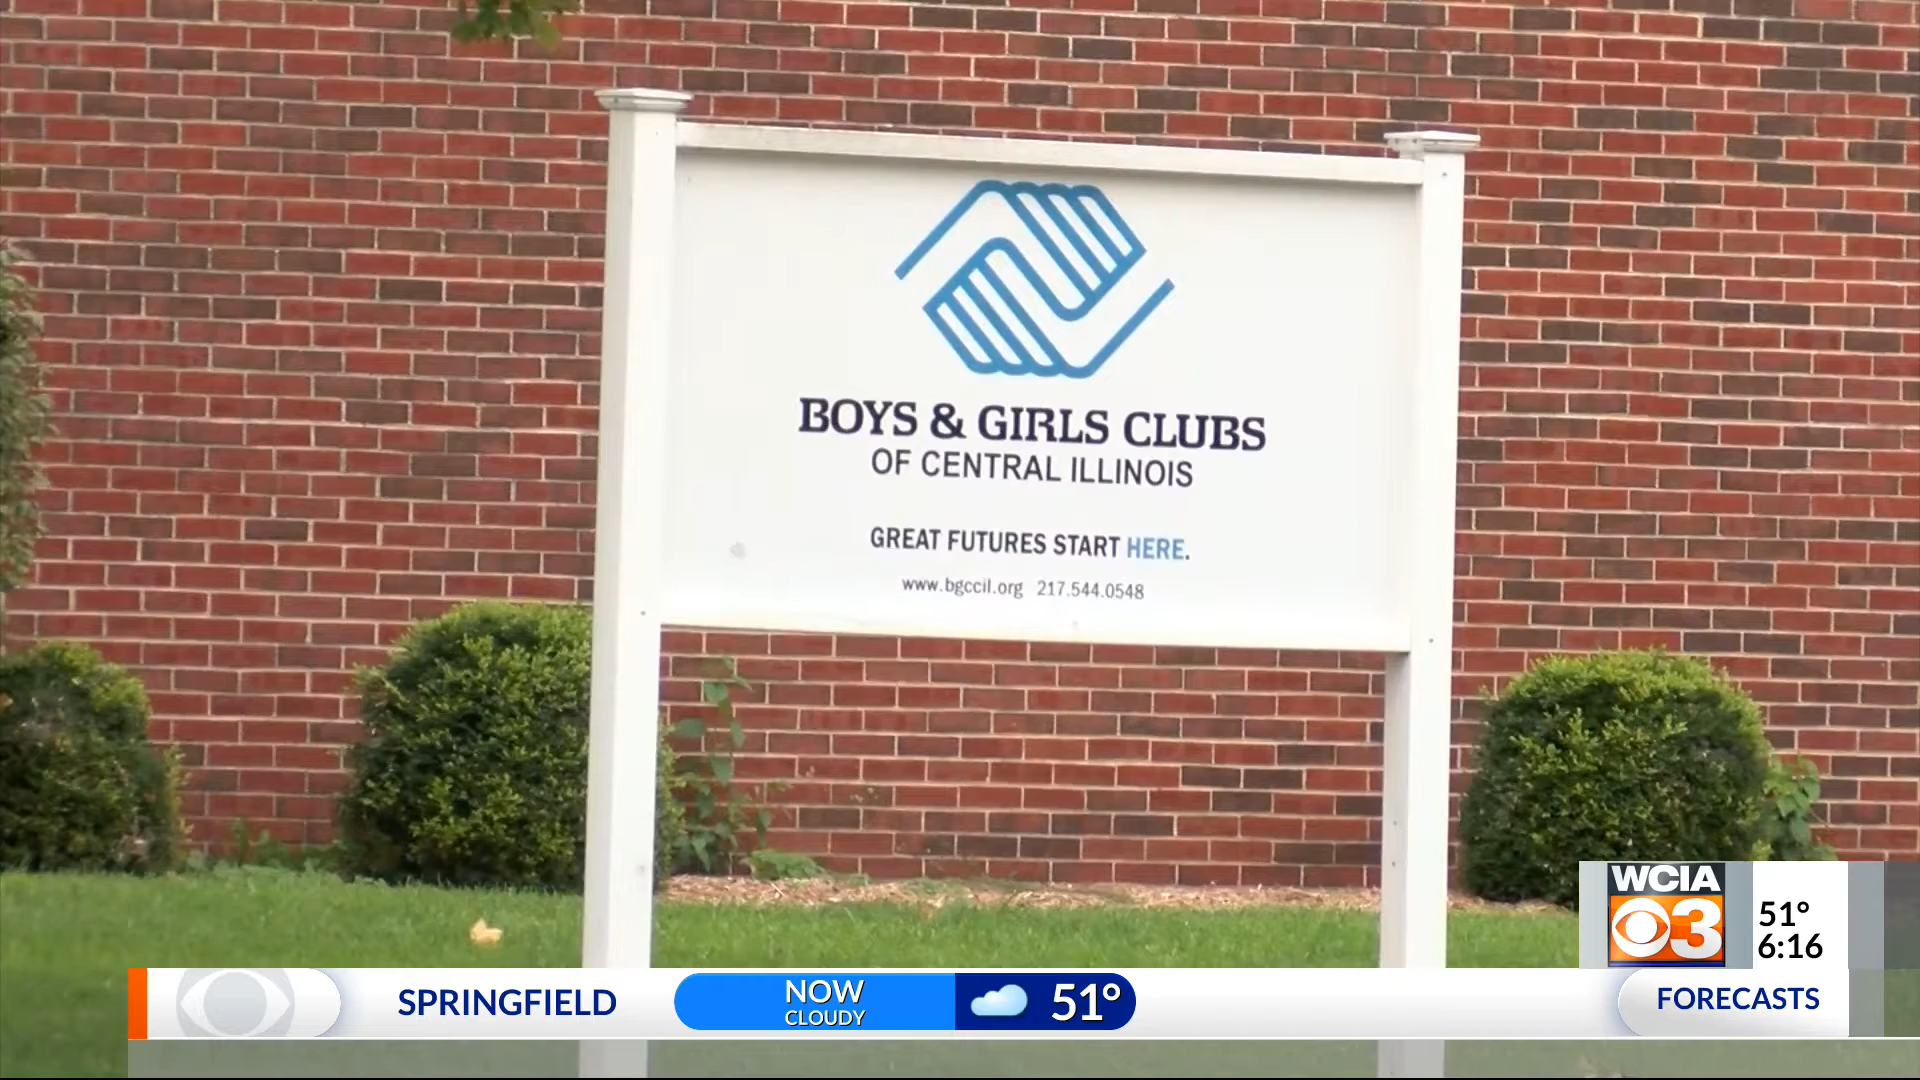 BOYS & GIRLS CLUBS
OF CENTRAL ILLINOIS
GREAT FUTURES START HERE.
www.bgccil.org 217.544.0548
WCIA
3
51°
6:16
SPRINGFIELD
NOW
CLOUDY
51°
FORECASTS